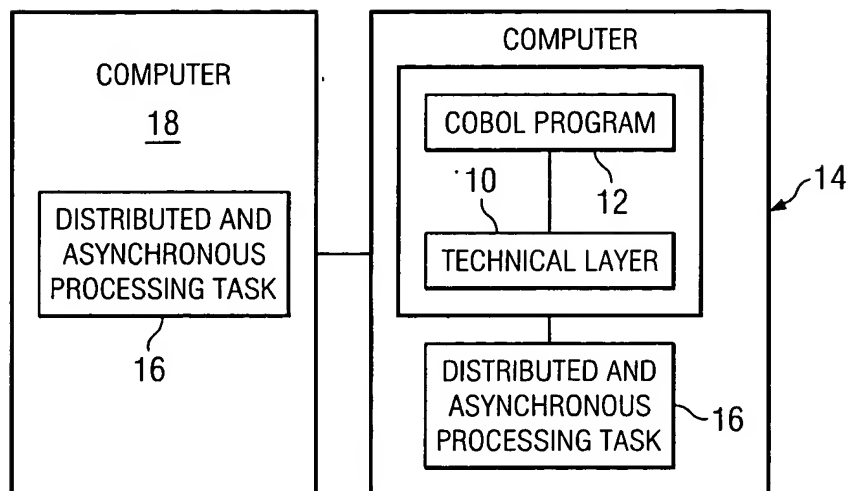 COMPUTER
18
DISTRIBUTED AND
ASYNCHRONOUS
PROCESSING TASK
16
COMPUTER
COBOL PROGRAM
10
12
TECHNICAL LAYER
14
DISTRIBUTED AND
ASYNCHRONOUS
PROCESSING TASK
16